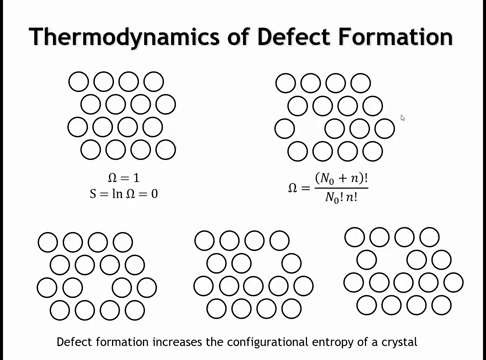 Thermodynamics of Defect Formation
Ω = 1
S = ln Ω = 0
Ω = (N₀ + n)! / N₀! n!
Defect formation increases the configurational entropy of a crystal